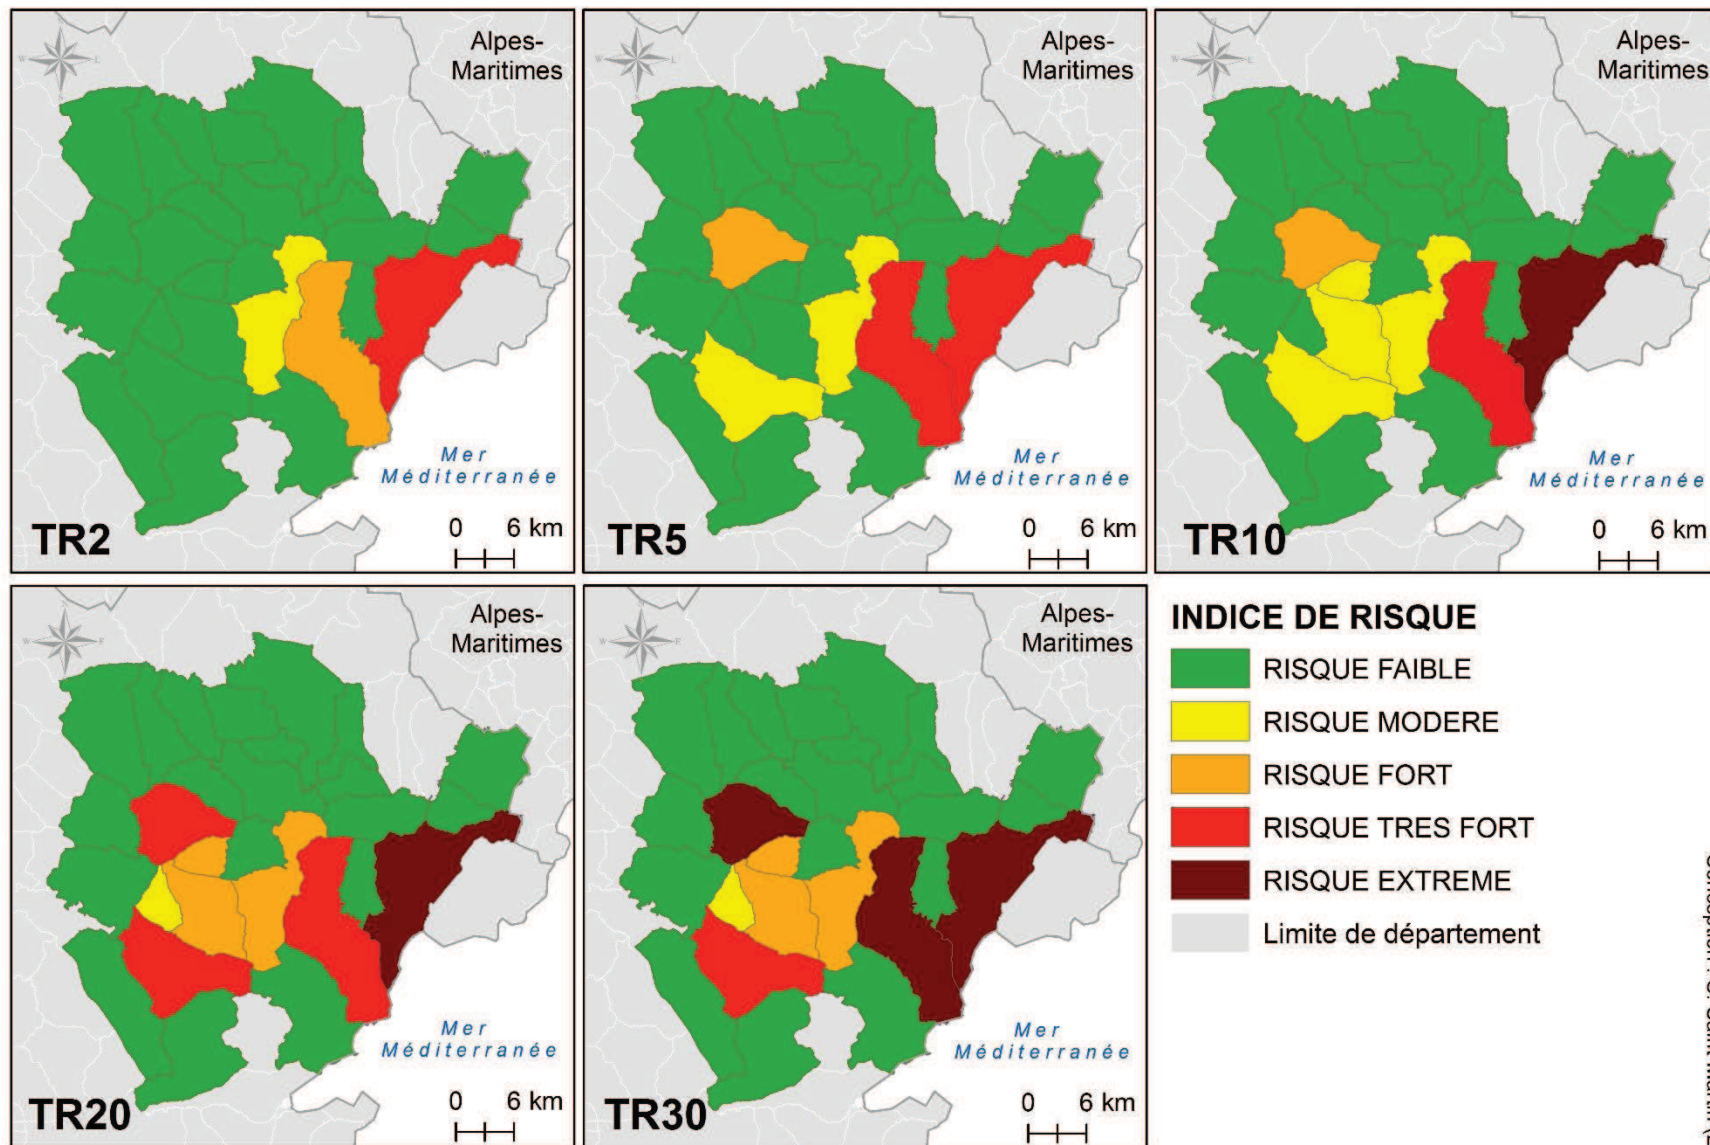 Alpes-
Maritimes
Mer
Méditerranée
TR2
0 6 km
Alpes-
Maritimes
Mer
Méditerranée
TR5
0 6 km
Alpes-
Maritimes
Mer
Méditerranée
TR10
0 6 km
Alpes-
Maritimes
Mer
Méditerranée
TR20
0 6 km
Alpes-
Maritimes
Mer
Méditerranée
TR30
0 6 km
INDICE DE RISQUE
RISQUE FAIBLE
RISQUE MODERE
RISQUE FORT
RISQUE TRES FORT
RISQUE EXTREME
Limite de département